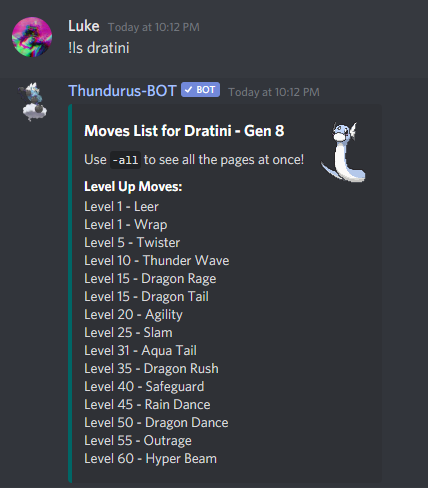 Luke Today at 10:12 PM
!ls dratini
Thundurus-BOT ✓ BOT Today at 10:12 PM
Moves List for Dratini - Gen 8
Use -all to see all the pages at once!
Level Up Moves:
Level 1 - Leer
Level 1 - Wrap
Level 5 - Twister
Level 10 - Thunder Wave
Level 15 - Dragon Rage
Level 15 - Dragon Tail
Level 20 - Agility
Level 25 - Slam
Level 31 - Aqua Tail
Level 35 - Dragon Rush
Level 40 - Safeguard
Level 45 - Rain Dance
Level 50 - Dragon Dance
Level 55 - Outrage
Level 60 - Hyper Beam